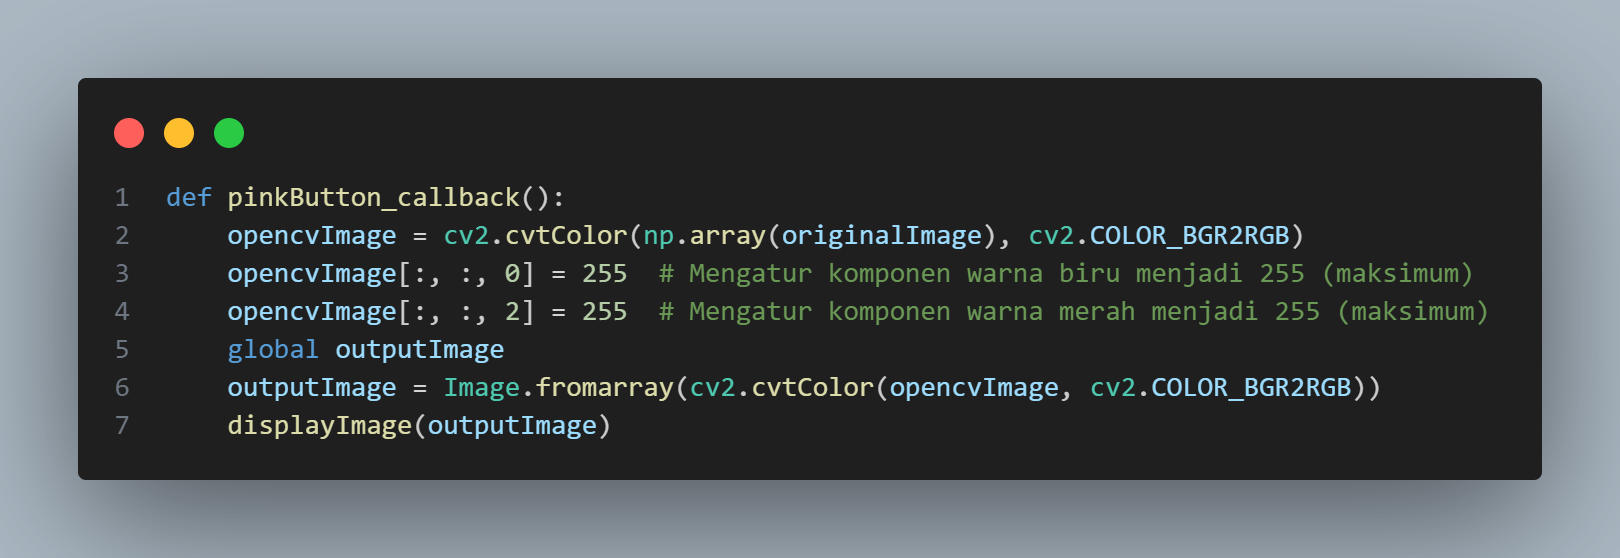 1 def pinkButton_callback():
2     opencvImage = cv2.cvtColor(np.array(originalImage), cv2.COLOR_BGR2RGB)
3     opencvImage[:, :, 0] = 255  # Mengatur komponen warna biru menjadi 255 (maksimum)
4     opencvImage[:, :, 2] = 255  # Mengatur komponen warna merah menjadi 255 (maksimum)
5     global outputImage
6     outputImage = Image.fromarray(cv2.cvtColor(opencvImage, cv2.COLOR_BGR2RGB))
7     displayImage(outputImage)